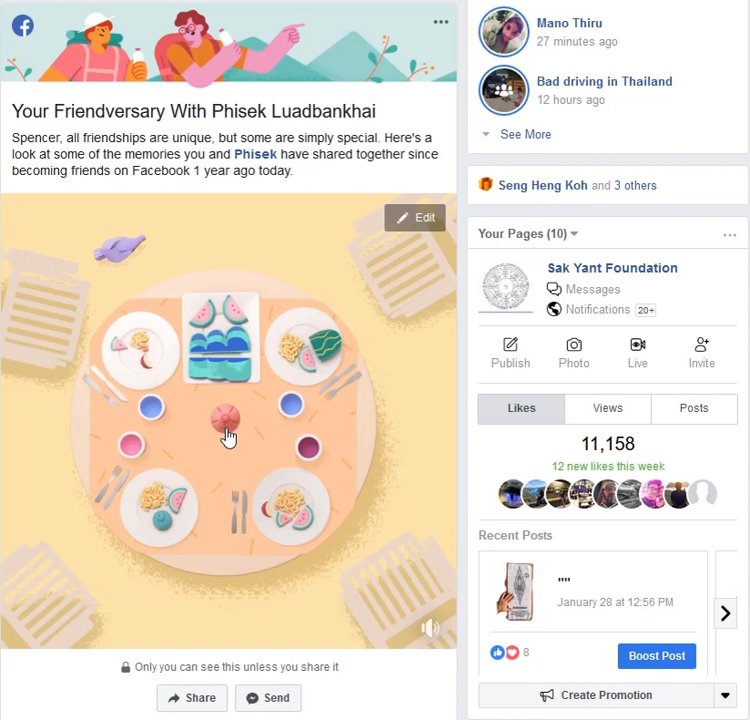 Your Friendversary With Phisek Luadbankhai
Spencer, all friendships are unique, but some are simply special. Here's a
look at some of the memories you and Phisek have shared together since
becoming friends on Facebook 1 year ago today.
Edit
Only you can see this unless you share it
Share
Send
Mano Thiru
27 minutes ago
Bad driving in Thailand
12 hours ago
See More
Seng Heng Koh and 3 others
Your Pages (10)
Sak Yant Foundation
Messages
Notifications 20+
Publish Photo Live Invite
Likes Views Posts
11,158
12 new likes this week
Recent Posts
""
January 28 at 12:56 PM
8
Boost Post
Create Promotion